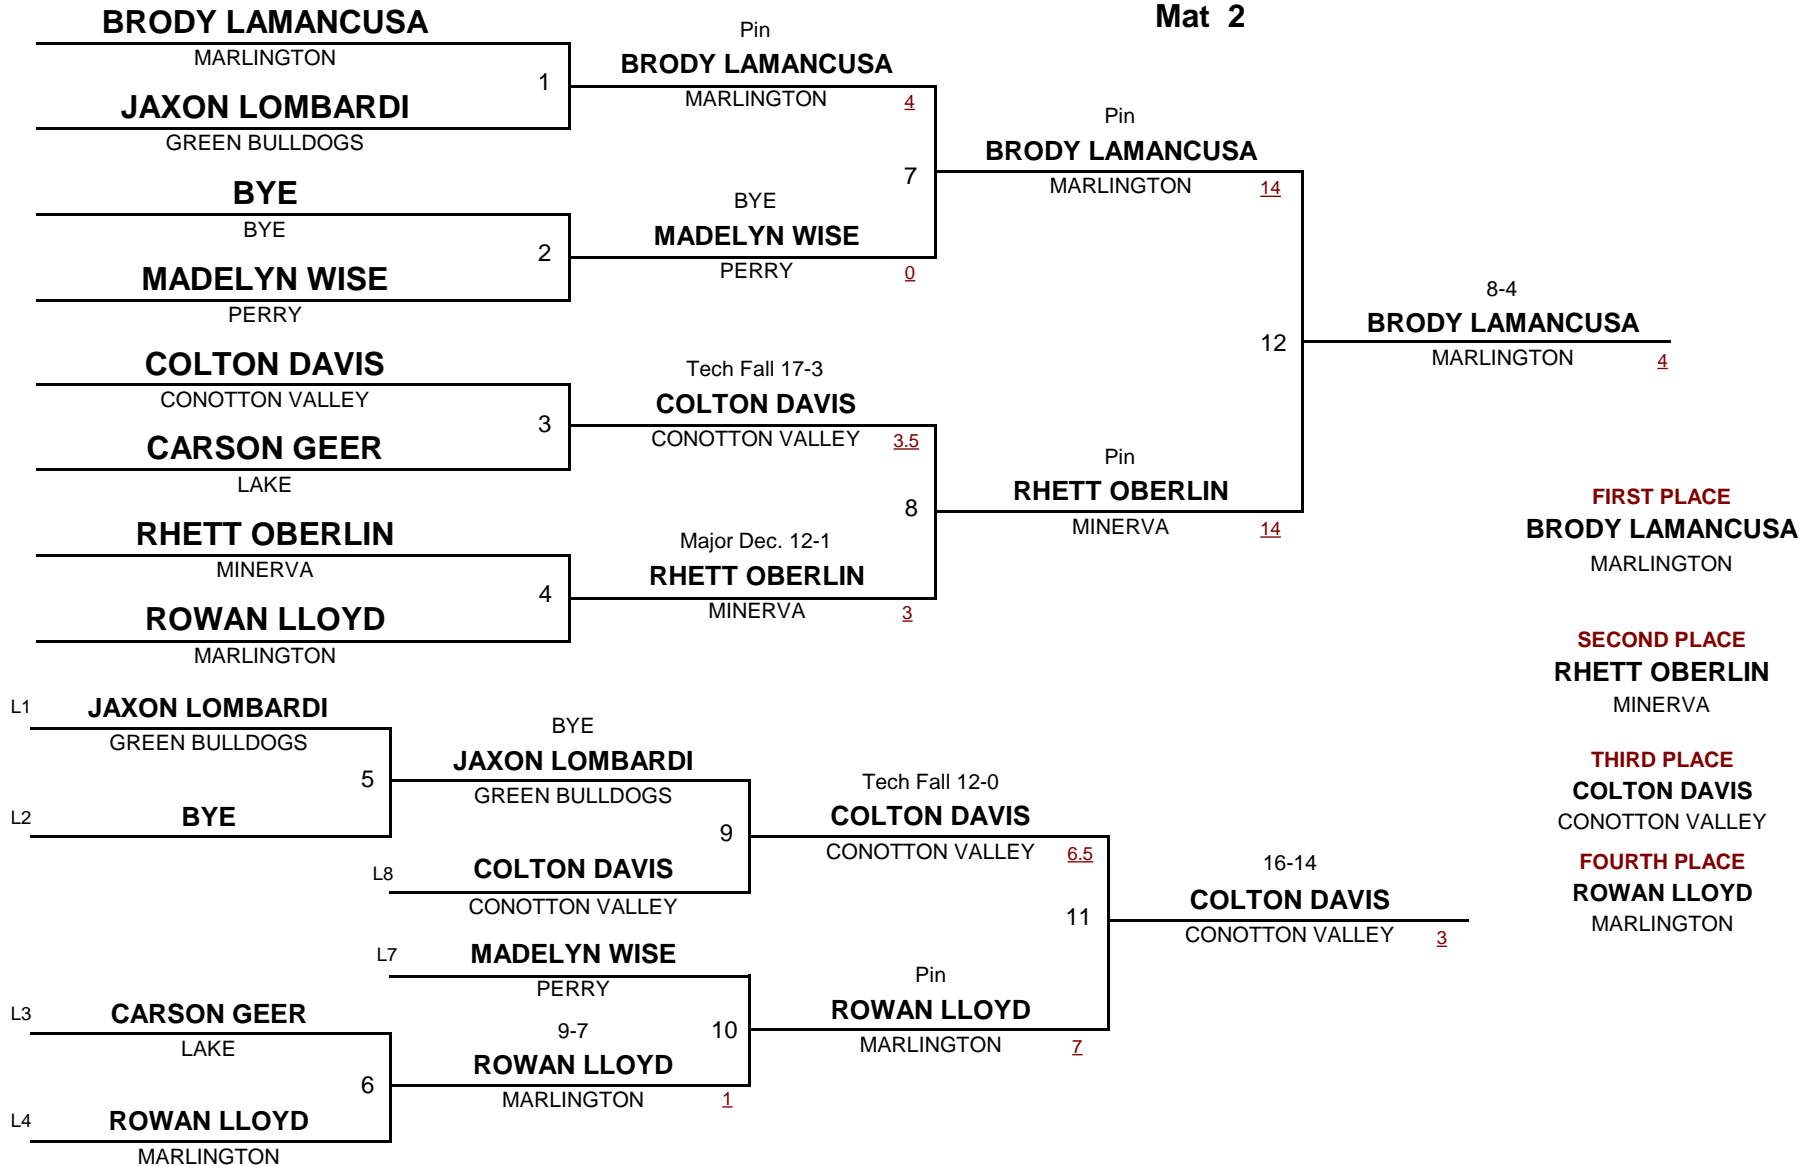 Mat 2
BRODY LAMANCUSA
MARLINGTON
1
JAXON LOMBARDI
GREEN BULLDOGS
BYE
BYE
2
MADELYN WISE
PERRY
COLTON DAVIS
CONOTTON VALLEY
3
CARSON GEER
LAKE
RHETT OBERLIN
MINERVA
4
ROWAN LLOYD
MARLINGTON
Pin
BRODY LAMANCUSA
MARLINGTON 4
7
BYE
MADELYN WISE
PERRY 0
Tech Fall 17-3
COLTON DAVIS
CONOTTON VALLEY 3.5
8
Major Dec. 12-1
RHETT OBERLIN
MINERVA 3
Pin
BRODY LAMANCUSA
MARLINGTON 14
12
Pin
RHETT OBERLIN
MINERVA 14
8-4
BRODY LAMANCUSA
MARLINGTON 4
FIRST PLACE
BRODY LAMANCUSA
MARLINGTON
SECOND PLACE
RHETT OBERLIN
MINERVA
THIRD PLACE
COLTON DAVIS
CONOTTON VALLEY
FOURTH PLACE
ROWAN LLOYD
MARLINGTON
L1 JAXON LOMBARDI
GREEN BULLDOGS
5
L2 BYE
L3 CARSON GEER
LAKE
6
L4 ROWAN LLOYD
MARLINGTON
BYE
JAXON LOMBARDI
GREEN BULLDOGS
9
L8 COLTON DAVIS
CONOTTON VALLEY
L7 MADELYN WISE
PERRY
10
9-7
ROWAN LLOYD
MARLINGTON 1
Tech Fall 12-0
COLTON DAVIS
CONOTTON VALLEY 6.5
11
Pin
ROWAN LLOYD
MARLINGTON 7
16-14
COLTON DAVIS
CONOTTON VALLEY 3